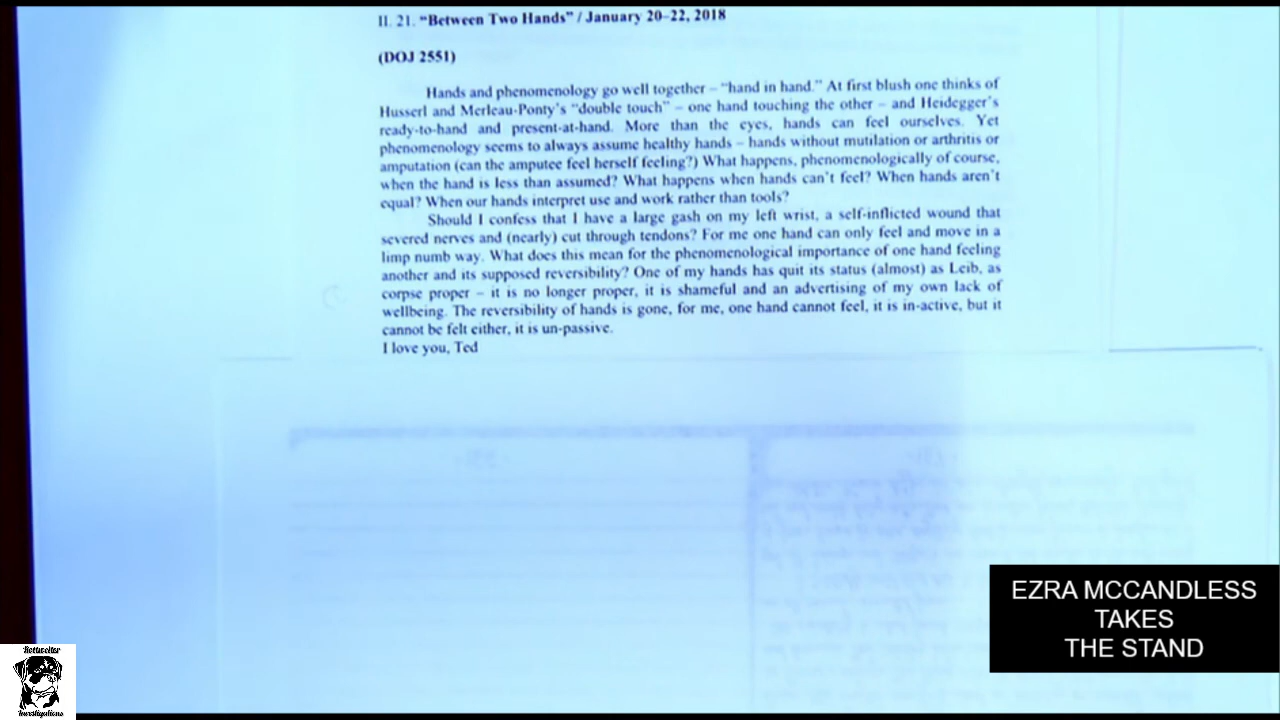 II. 21. “Between Two Hands” / January 20–22, 2018
(DOJ 2551)
Hands and phenomenology go well together – “hand in hand.” At first blush one thinks of
Husserl and Merleau-Ponty’s “double touch” – one hand touching the other – and Heidegger’s
ready-to-hand and present-at-hand. More than the eyes, hands can feel ourselves. Yet
phenomenology seems to always assume healthy hands – hands without mutilation or arthritis or
amputation (can the amputee feel herself feeling?) What happens, phenomenologically of course,
when the hand is less than assumed? What happens when hands can’t feel? When hands aren’t
equal? When our hands interpret use and work rather than tools?
Should I confess that I have a large gash on my left wrist, a self-inflicted wound that
severed nerves and (nearly) cut through tendons? For me one hand can only feel and move in a
limp numb way. What does this mean for the phenomenological importance of one hand feeling
another and its supposed reversibility? One of my hands has quit its status (almost) as Leib, as
corpse proper – it is no longer proper, it is shameful and an advertising of my own lack of
wellbeing. The reversibility of hands is gone, for me, one hand cannot feel, it is in-active, but it
cannot be felt either, it is un-passive.
I love you, Ted
EZRA MCCANDLESS
TAKES
THE STAND
Rottweiler
Investigations